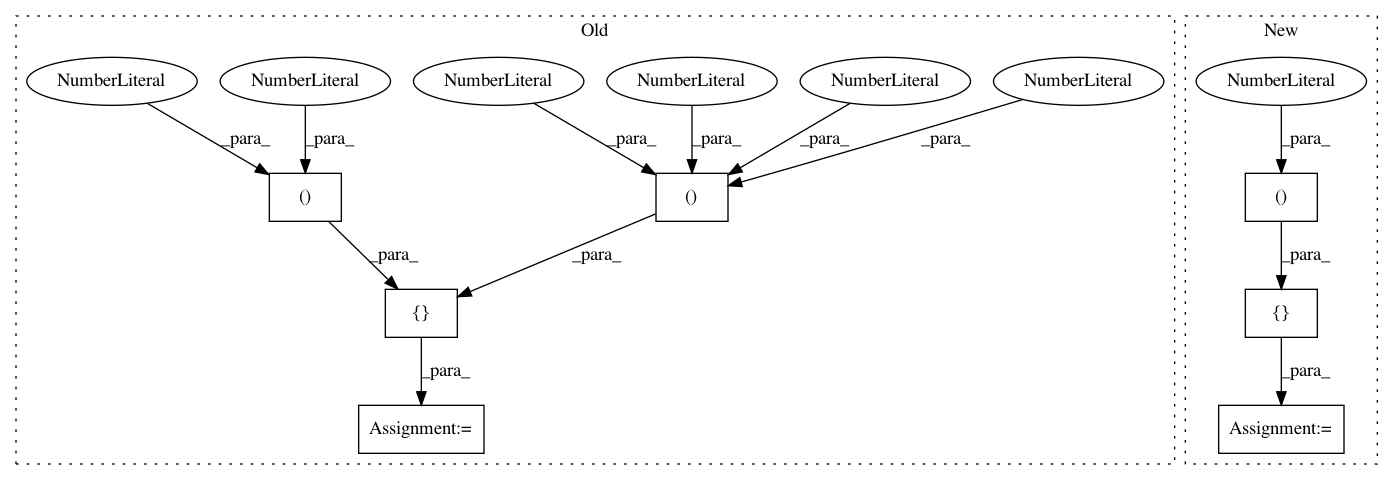 Old
New
NumberLiteral NumberLiteral NumberLiteral NumberLiteral NumberLiteral NumberLiteral NumberLiteral
_para_ _para_ _para_ _para_ _para_ _para_ _para_
() () ()
_para_ _para_ _para_
{} {}
_para_ _para_
Assignment:= Assignment:=